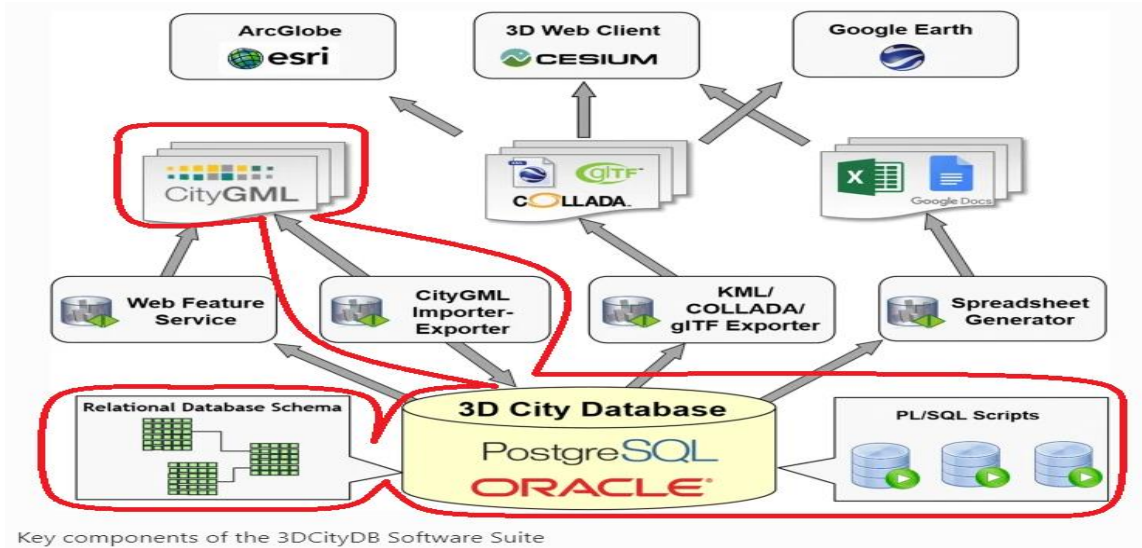 ArcGlobe
esri
3D Web Client
CESIUM
Google Earth
CityGML
glTF™
COLLADA™
X
Google Docs
Web Feature
Service
CityGML
Importer-
Exporter
KML/
COLLADA/
glTF Exporter
Spreadsheet
Generator
Relational Database Schema
3D City Database
PostgreSQL
ORACLE®
PL/SQL Scripts
Key components of the 3DCityDB Software Suite